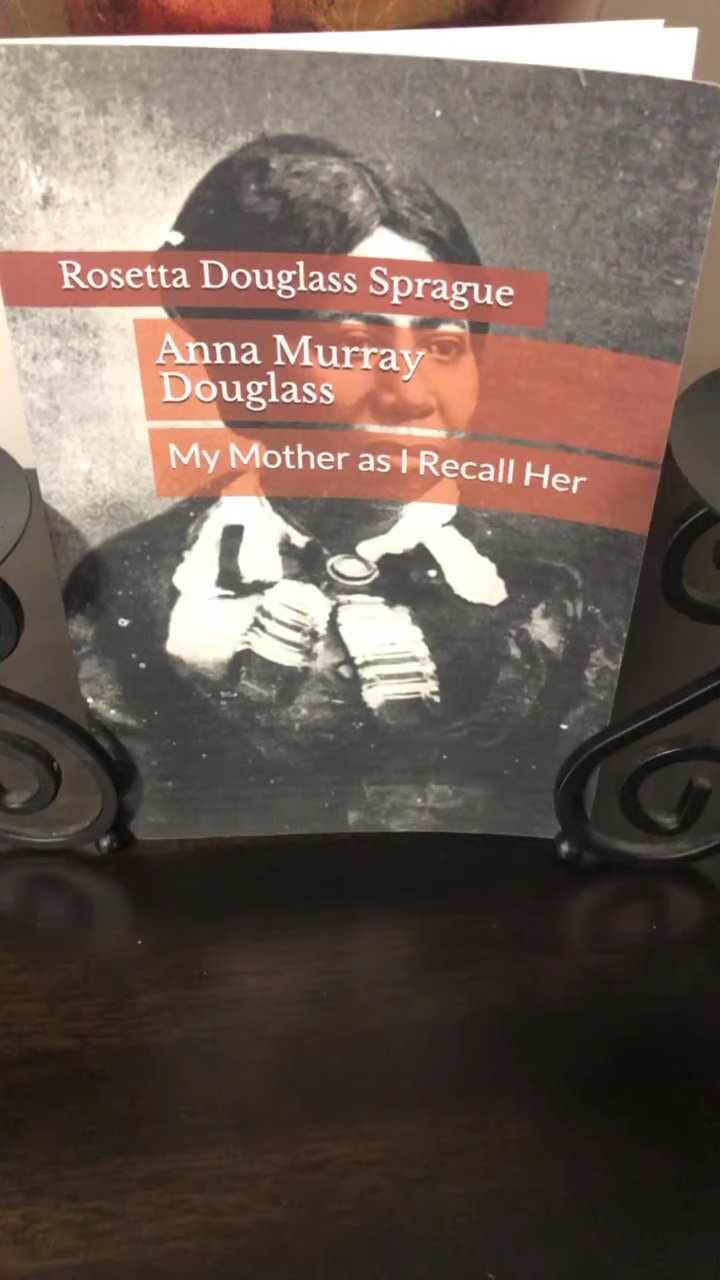 Rosetta Douglass Sprague
Anna Murray
Douglass
My Mother as I Recall Her